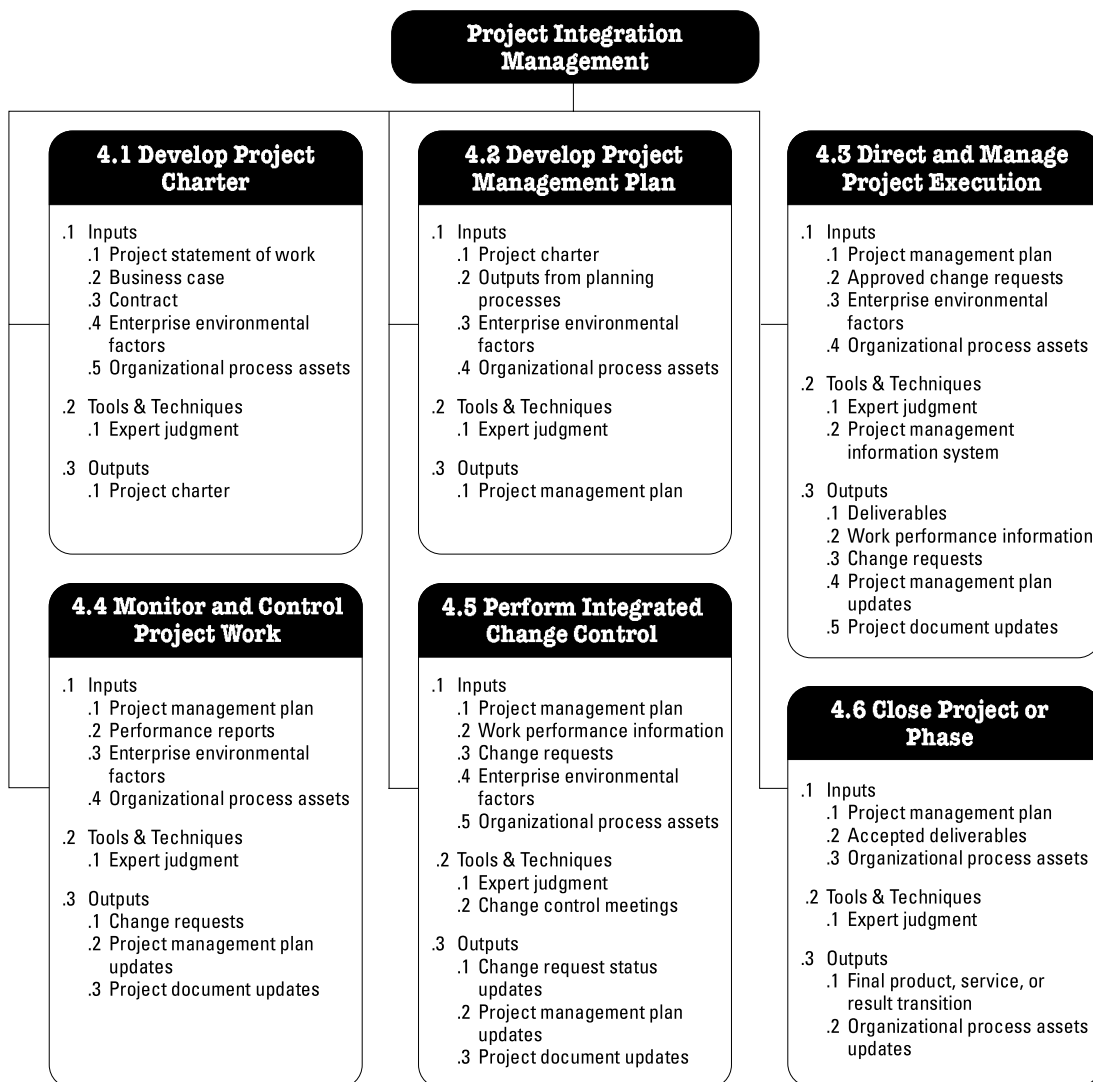 Project Integration
Management
4.1 Develop Project
Charter
.1 Inputs
.1 Project statement of work
.2 Business case
.3 Contract
.4 Enterprise environmental
factors
.5 Organizational process assets
.2 Tools & Techniques
.1 Expert judgment
.3 Outputs
.1 Project charter
4.2 Develop Project
Management Plan
.1 Inputs
.1 Project charter
.2 Outputs from planning
processes
.3 Enterprise environmental
factors
.4 Organizational process assets
.2 Tools & Techniques
.1 Expert judgment
.3 Outputs
.1 Project management plan
4.3 Direct and Manage
Project Execution
.1 Inputs
.1 Project management plan
.2 Approved change requests
.3 Enterprise environmental
factors
.4 Organizational process assets
.2 Tools & Techniques
.1 Expert judgment
.2 Project management
information system
.3 Outputs
.1 Deliverables
.2 Work performance information
.3 Change requests
.4 Project management plan
updates
.5 Project document updates
4.4 Monitor and Control
Project Work
.1 Inputs
.1 Project management plan
.2 Performance reports
.3 Enterprise environmental
factors
.4 Organizational process assets
.2 Tools & Techniques
.1 Expert judgment
.3 Outputs
.1 Change requests
.2 Project management plan
updates
.3 Project document updates
4.5 Perform Integrated
Change Control
.1 Inputs
.1 Project management plan
.2 Work performance information
.3 Change requests
.4 Enterprise environmental
factors
.5 Organizational process assets
.2 Tools & Techniques
.1 Expert judgment
.2 Change control meetings
.3 Outputs
.1 Change request status
updates
.2 Project management plan
updates
.3 Project document updates
4.6 Close Project or
Phase
.1 Inputs
.1 Project management plan
.2 Accepted deliverables
.3 Organizational process assets
.2 Tools & Techniques
.1 Expert judgment
.3 Outputs
.1 Final product, service, or
result transition
.2 Organizational process assets
updates